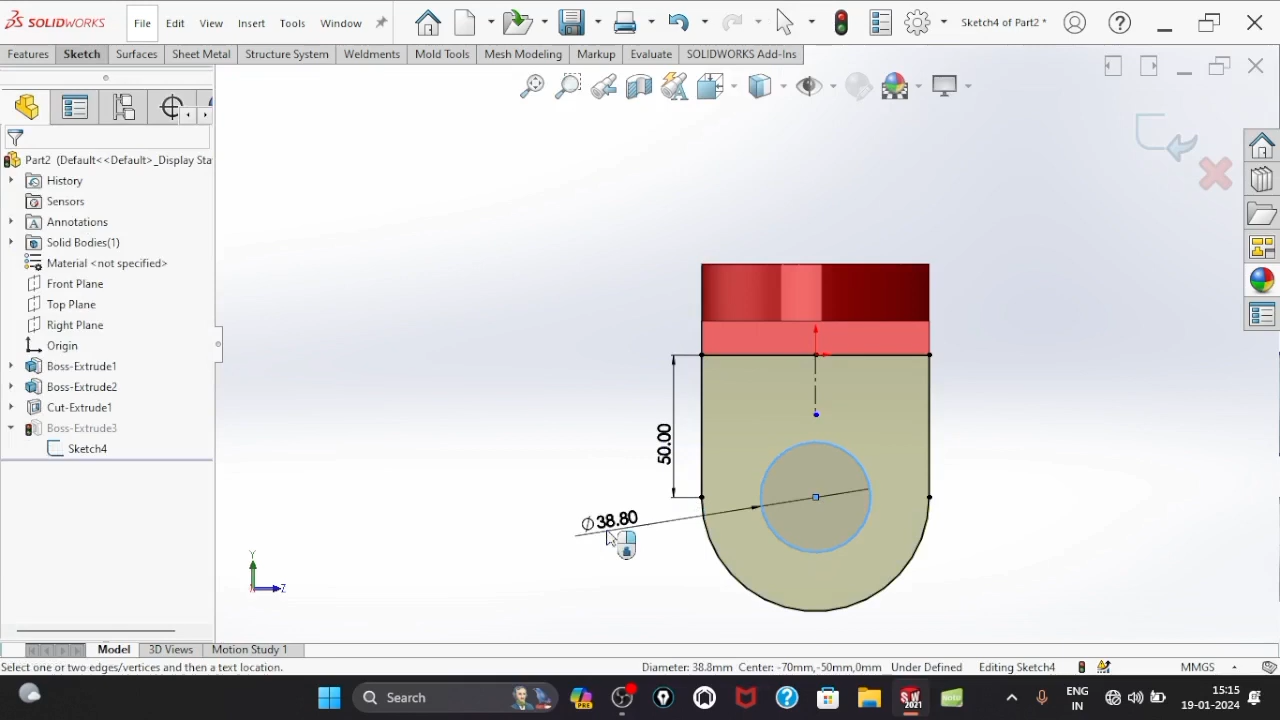 SOLIDWORKS File Edit View Insert Tools Window Sketch4 of Part2 *
Features Sketch Surfaces Sheet Metal Structure System Weldments Mold Tools Mesh Modeling Markup Evaluate SOLIDWORKS Add-Ins
Part2 (Default<<Default>_Display Sta
History
Sensors
Annotations
Solid Bodies(1)
Material <not specified>
Front Plane
Top Plane
Right Plane
Origin
Boss-Extrude1
Boss-Extrude2
Cut-Extrude1
Boss-Extrude3
Sketch4
50.00
Ø38.80
Y
Z
Model 3D Views Motion Study 1
Select one or two edges/vertices and then a text location. Diameter: 38.8mm Center: -70mm,-50mm,0mm Under Defined Editing Sketch4 MMGS
Search ENG IN 15:15 19-01-2024